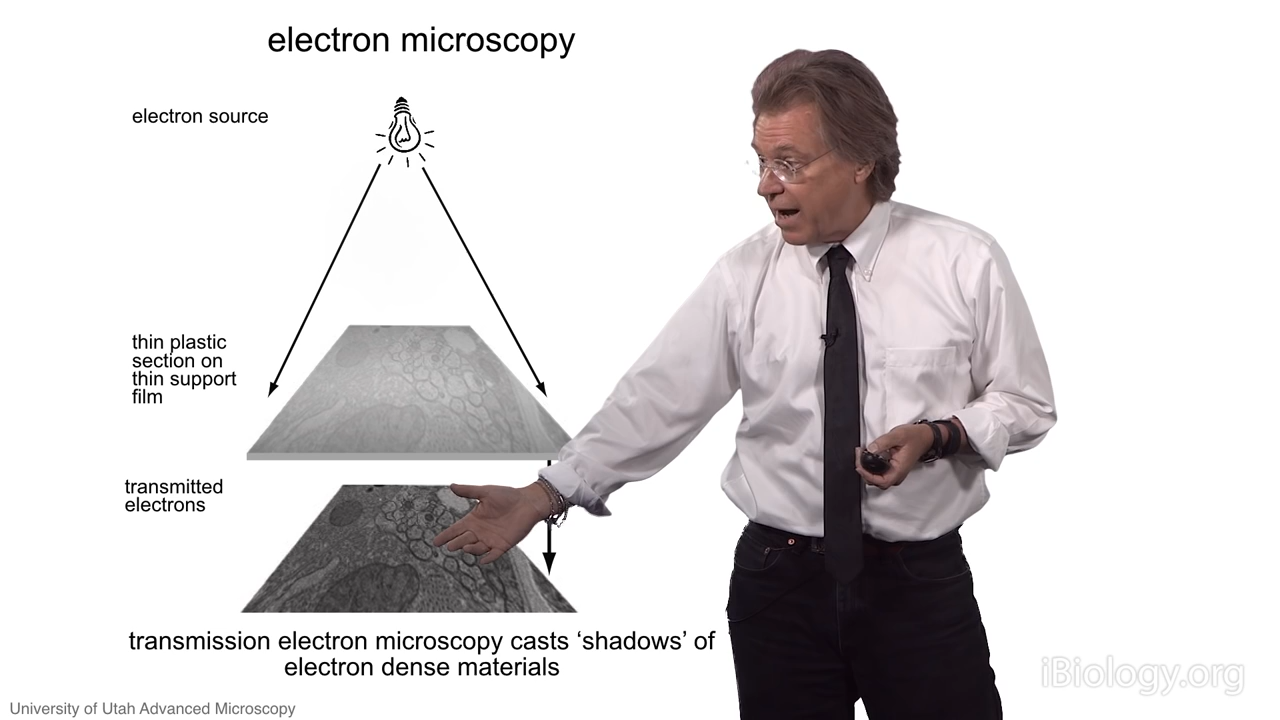 electron microscopy
electron source
thin plastic
section on
thin support
film
transmitted
electrons
transmission electron microscopy casts ‘shadows’ of
electron dense materials
iBiology.org
University of Utah Advanced Microscopy